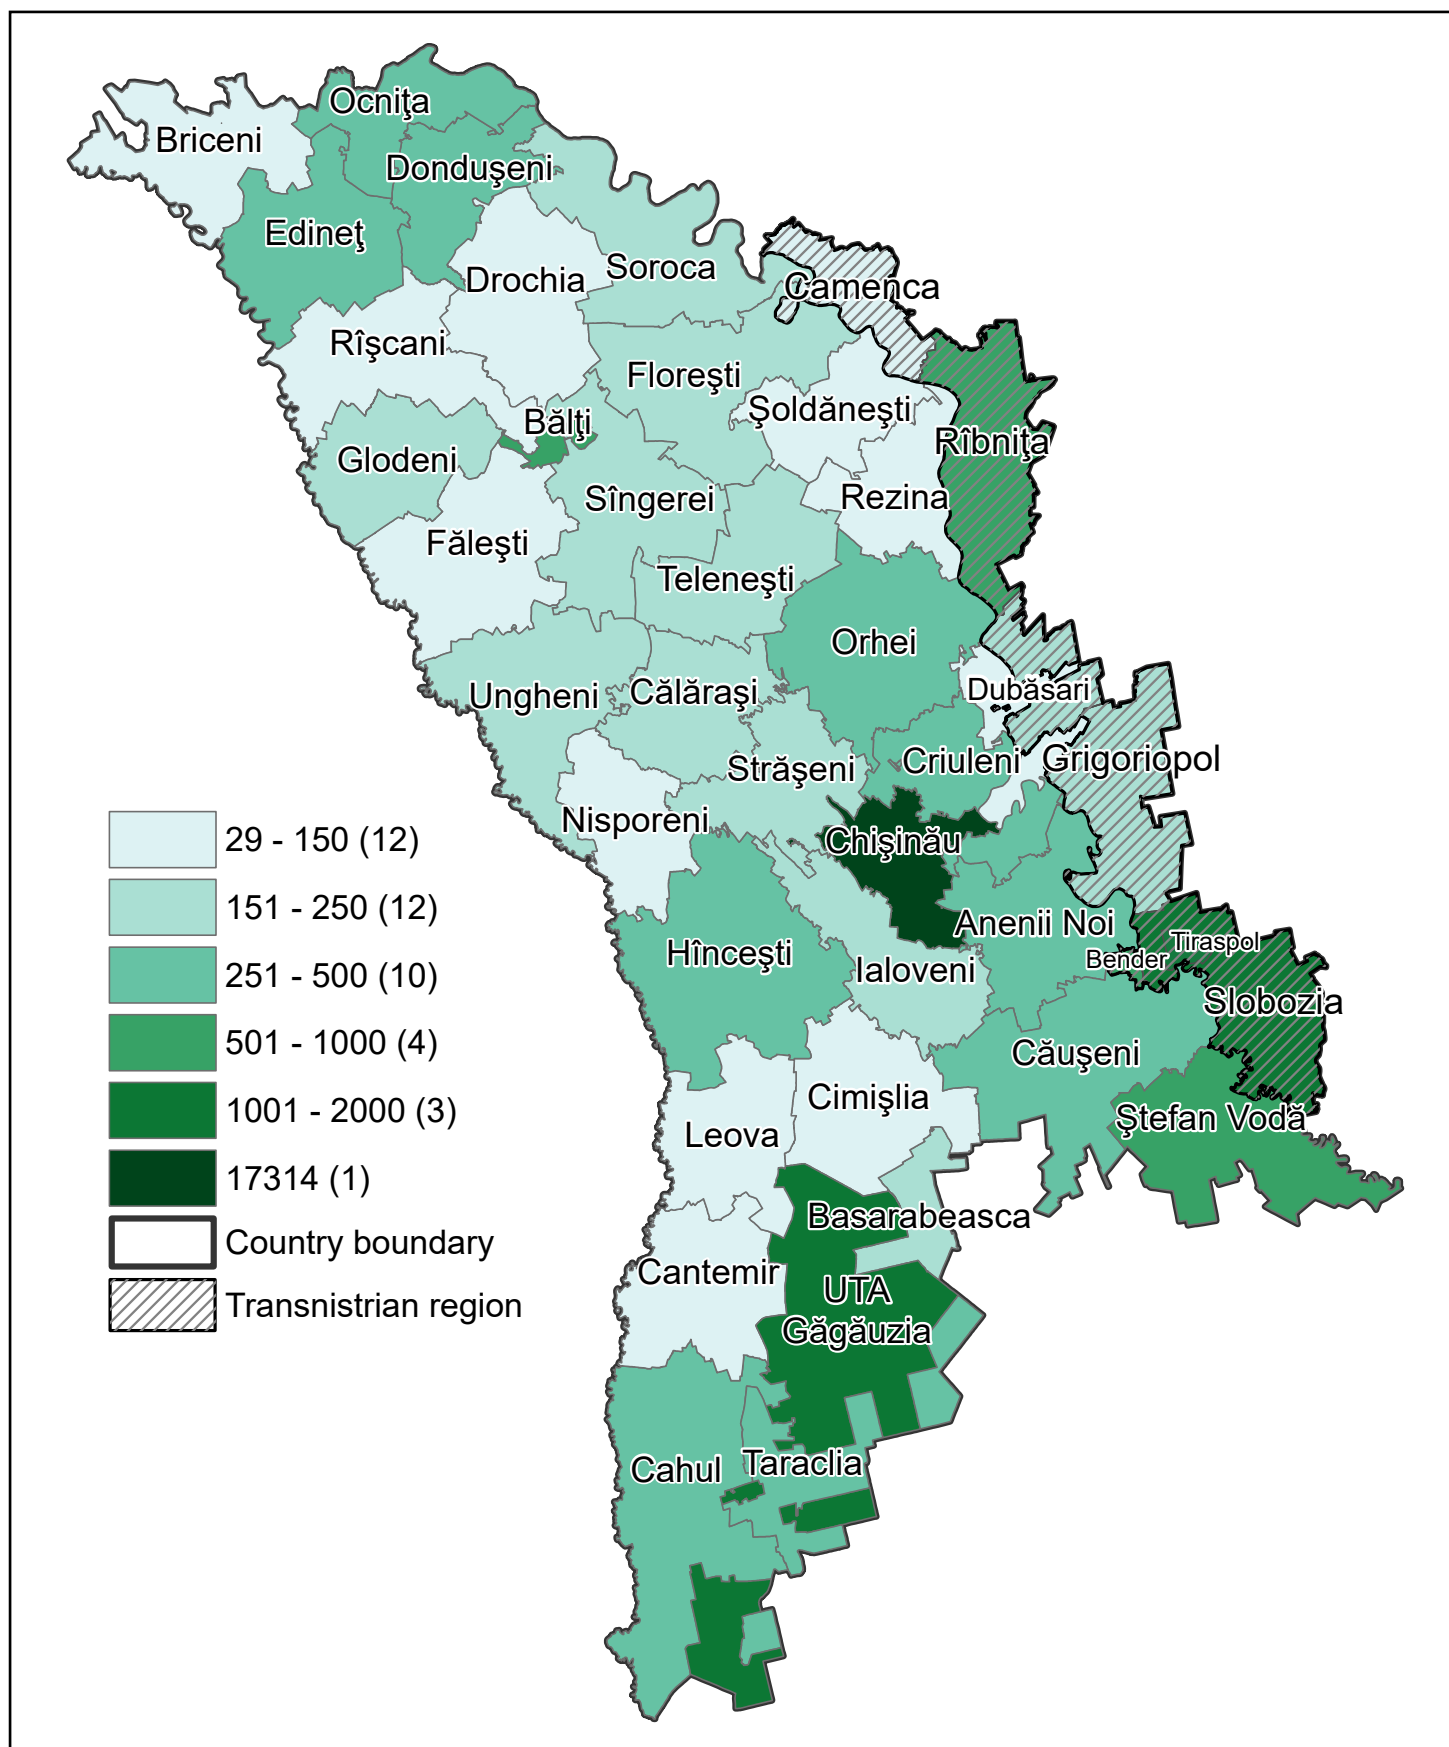 Ocniţa
Briceni
Donduşeni
Edineţ
Soroca
Drochia
Camenca
Rîşcani
Floreşti
Şoldăneşti
Bălţi
Rîbniţa
Glodeni
Sîngerei
Rezina
Făleşti
Teleneşti
Orhei
Dubăsari
Ungheni
Călăraşi
Criuleni
Grigoriopol
Străşeni
Nisporeni
Chişinău
Anenii Noi
Tiraspol
Bender
Hînceşti
Ialoveni
Slobozia
Căuşeni
Cimişlia
Ştefan Vodă
Leova
Basarabeasca
Cantemir
UTA
Găgăuzia
Taraclia
Cahul
29 - 150 (12)
151 - 250 (12)
251 - 500 (10)
501 - 1000 (4)
1001 - 2000 (3)
17314 (1)
Country boundary
Transnistrian region